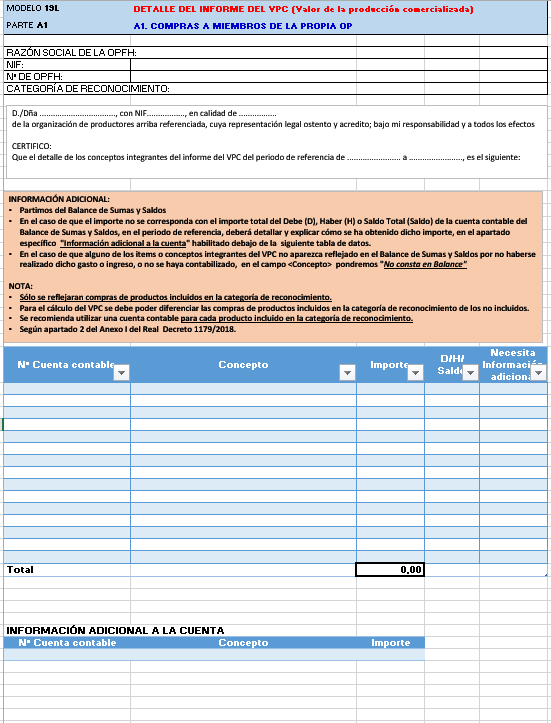 MODELO 19L DETALLE DEL INFORME DEL VPC (Valor de la producción comercializada)
PARTE A1 A1. COMPRAS A MIEMBROS DE LA PROPIA OP
RAZÓN SOCIAL DE LA OPFH:
NIF:
Nº DE OPFH:
CATEGORÍA DE RECONOCIMIENTO:
D./Dña ................................, con NIF................, en calidad de ................
de la organización de productores arriba referenciada, cuya representación legal ostento y acredito; bajo mi responsabilidad y a todos los efectos
CERTIFICO:
Que el detalle de los conceptos integrantes del informe del VPC del periodo de referencia de ...................... a ......................, es el siguiente:
INFORMACIÓN ADICIONAL:
• Partimos del Balance de Sumas y Saldos
• En el caso de que el importe no se corresponda con el importe total del Debe (D), Haber (H) o Saldo Total (Saldo) de la cuenta contable del
Balance de Sumas y Saldos, en el periodo de referencia, deberá detallar y explicar cómo se ha obtenido dicho importe, en el apartado
específico "Información adicional a la cuenta" habilitado debajo de la siguiente tabla de datos.
• En el caso de que alguno de los items o conceptos integrantes del VPC no aparezca reflejado en el Balance de Sumas y Saldos por no haberse
realizado dicho gasto o ingreso, o no se haya contabilizado, en el campo <Concepto> pondremos "No consta en Balance"
NOTA:
• Sólo se reflejaran compras de productos incluidos en la categoría de reconocimiento.
• Para el cálculo del VPC se debe poder diferenciar las compras de productos incluidos en la categoría de reconocimiento de los no incluidos.
• Se recomienda utilizar una cuenta contable para cada producto incluido en la categoría de reconocimiento.
• Según apartado 2 del Anexo I del Real Decreto 1179/2018.
Nº Cuenta contable Concepto Importe D/H/ Saldo Necesita Información adicional
Total 0,00
INFORMACIÓN ADICIONAL A LA CUENTA
Nº Cuenta contable Concepto Importe